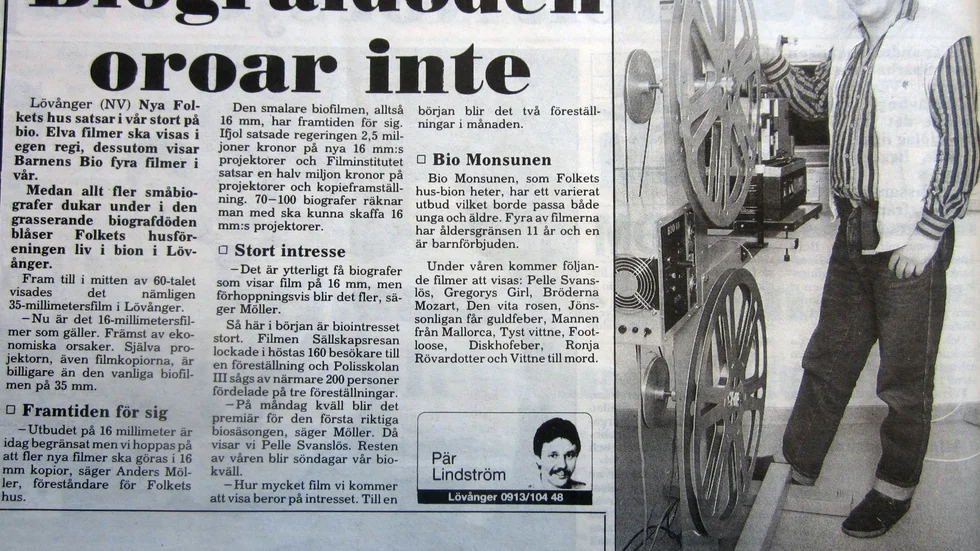 Biografdöden
oroar inte
Lövånger (NV) Nya Fol-
kets hus satsar i vår stort på
bio. Elva filmer ska visas i
egen regi, dessutom visar
Barnens Bio fyra filmer i
vår.
Medan allt fler småbio-
grafer dukar under i den
grasserande biografdöden
blåser Folkets husför-
eningen liv i bion i Löv-
ånger.
Fram till i mitten av 60-talet
visades det nämligen
35-millimetersfilm i Lövånger.
–Nu är det 16-millimetersfil-
mer som gäller. Främst av eko-
nomiska orsaker. Själva pro-
jektorn, även filmkopiorna, är
billigare än den vanliga biofil-
men på 35 mm.
Framtiden för sig
–Utbudet på 16 millimeter är
idag begränsat men vi hoppas på
att fler nya filmer ska göras i 16
mm kopior, säger Anders Möl-
ler, föreståndare för Folkets
hus.
Den smalare biofilmen, alltså
16 mm, har framtiden för sig.
Ifjol satsade regeringen 2,5 mil-
joner kronor på nya 16 mm:s
projektorer och Filminstitutet
satsar en halv miljon kronor på
projektorer och kopieframställ-
ning. 70–100 biografer räknar
man med ska kunna skaffa 16
mm:s projektorer.
Stort intresse
–Det är ytterligt få biografer
som visar film på 16 mm, men
förhoppningsvis blir det fler, sä-
ger Möller.
Så här i början är biointresset
stort. Filmen Sällskapsresan
lockade i höstas 160 besökare till
en föreställning och Polisskolan
III sågs av närmare 200 personer
fördelade på tre föreställningar.
–På måndag kväll blir det
premiär för den första riktiga
biosäsongen, säger Möller. Då
visar vi Pelle Svanslös. Resten
av våren blir söndagar vår bio-
kväll.
–Hur mycket film vi kommer
att visa beror på intresset. Till en
början blir det två föreställ-
ningar i månaden.
Bio Monsunen
Bio Monsunen, som Folkets
hus-bion heter, har ett varierat
utbud vilket borde passa både
unga och äldre. Fyra av filmerna
har åldersgränsen 11 år och en
är barnförbjuden.
Under våren kommer följan-
de filmer att visas: Pelle Svans-
lös, Gregorys Girl, Bröderna
Mozart, Den vita rosen, Jöns-
sonligan får guldfeber, Mannen
från Mallorca, Tyst vittne, Foot-
loose, Diskhofeber, Ronja
Rövardotter och Vittne till mord.
Pär
Lindström
Lövånger 0913/104 48